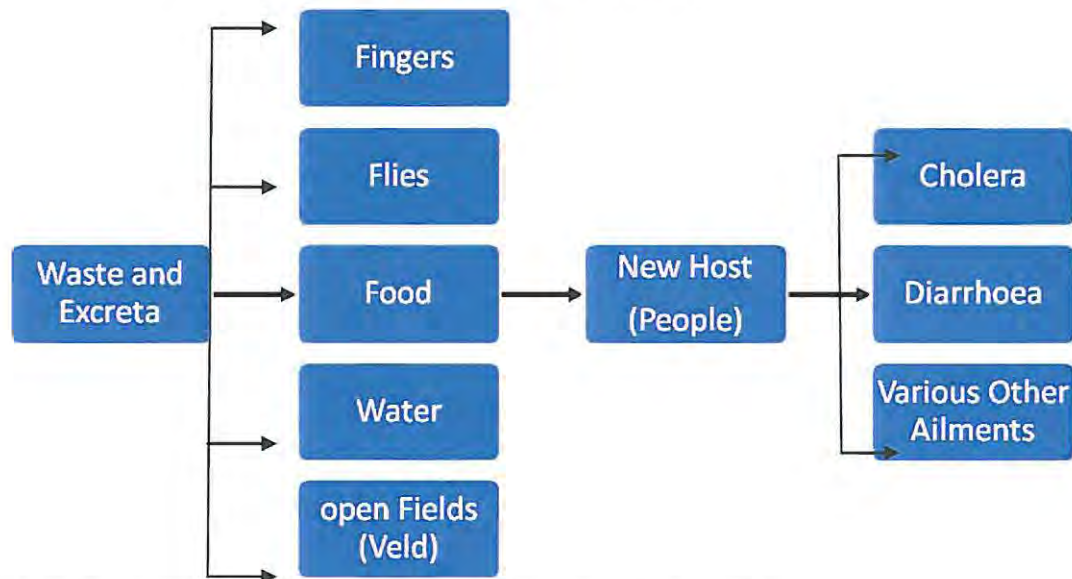 Fingers
Flies
Waste and
Excreta
Food
Water
open Fields
(Veld)
New Host
(People)
Cholera
Diarrhoea
Various Other
Ailments